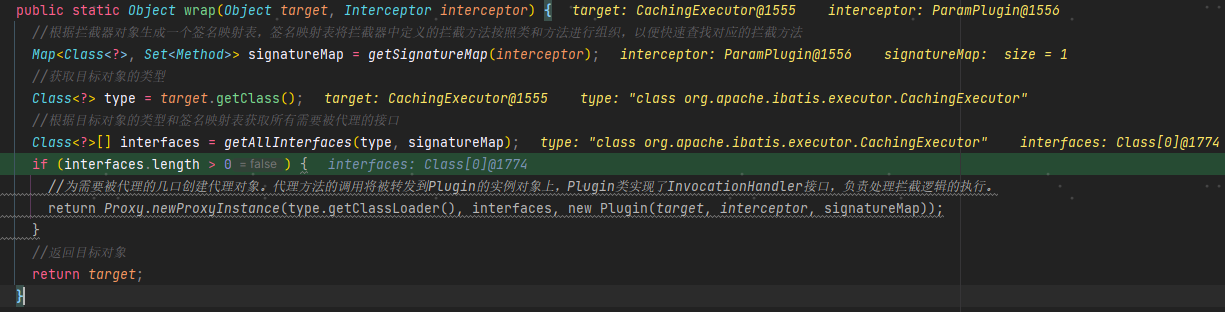 public static Object wrap(Object target, Interceptor interceptor) {  target: CachingExecutor@1555    interceptor: ParamPlugin@1556
//根据拦截器对象生成一个签名映射表，签名映射表将拦截器中定义的拦截方法按照类和方法进行组织，以便快速查找对应的拦截方法
Map<Class<?>, Set<Method>> signatureMap = getSignatureMap(interceptor);  interceptor: ParamPlugin@1556    signatureMap:  size = 1
//获取目标对象的类型
Class<?> type = target.getClass();  target: CachingExecutor@1555    type: "class org.apache.ibatis.executor.CachingExecutor"
//根据目标对象的类型和签名映射表获取所有需要被代理的接口
Class<?>[] interfaces = getAllInterfaces(type, signatureMap);  type: "class org.apache.ibatis.executor.CachingExecutor"    interfaces: Class[0]@1774
if (interfaces.length > 0 = false ) {  interfaces: Class[0]@1774
//为需要被代理的几口创建代理对象。代理方法的调用将被转发到Plugin的实例对象上，Plugin类实现了InvocationHandler接口，负责处理拦截逻辑的执行。
return Proxy.newProxyInstance(type.getClassLoader(), interfaces, new Plugin(target, interceptor, signatureMap));
}
//返回目标对象
return target;
}